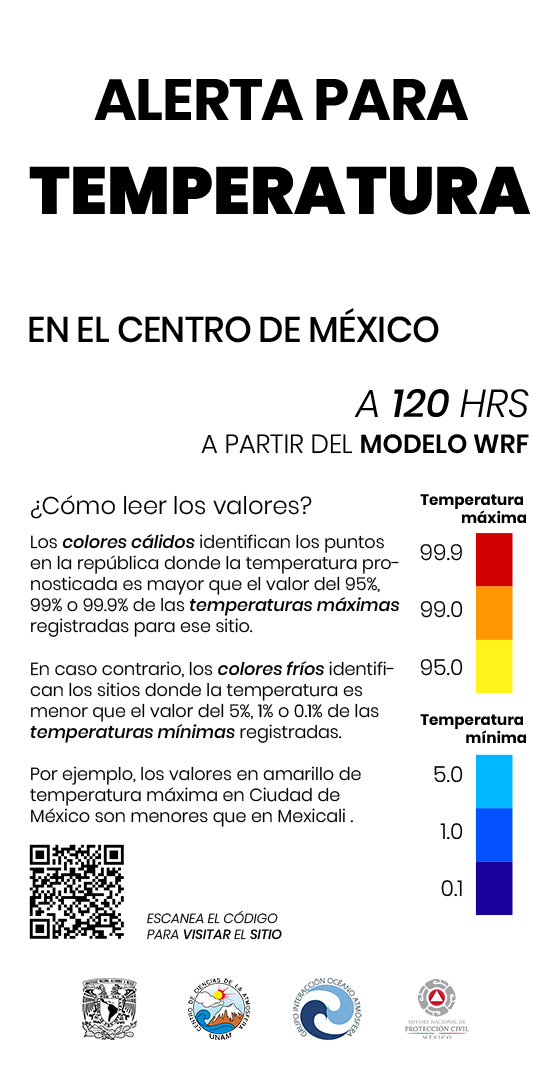 ALERTA PARA
TEMPERATURA
EN EL CENTRO DE MÉXICO
A 120 HRS
A PARTIR DEL MODELO WRF
¿Cómo leer los valores?
Los colores cálidos identifican los puntos
en la república donde la temperatura pro-
nosticada es mayor que el valor del 95%,
99% o 99.9% de las temperaturas máximas
registradas para ese sitio.
En caso contrario, los colores fríos identifi-
can los sitios donde la temperatura es
menor que el valor del 5%, 1% o 0.1% de las
temperaturas mínimas registradas.
Por ejemplo, los valores en amarillo de
temperatura máxima en Ciudad de
México son menores que en Mexicali .
Temperatura
máxima
99.9
99.0
95.0
Temperatura
mínima
5.0
1.0
0.1
ESCANEA EL CÓDIGO
PARA VISITAR EL SITIO
CENTRO DE CIENCIAS DE LA ATMOSFERA
UNAM
GRUPO INTERACCIÓN OCÉANO ATMÓSFERA
SISTEMA NACIONAL DE
PROTECCIÓN CIVIL
MÉXICO